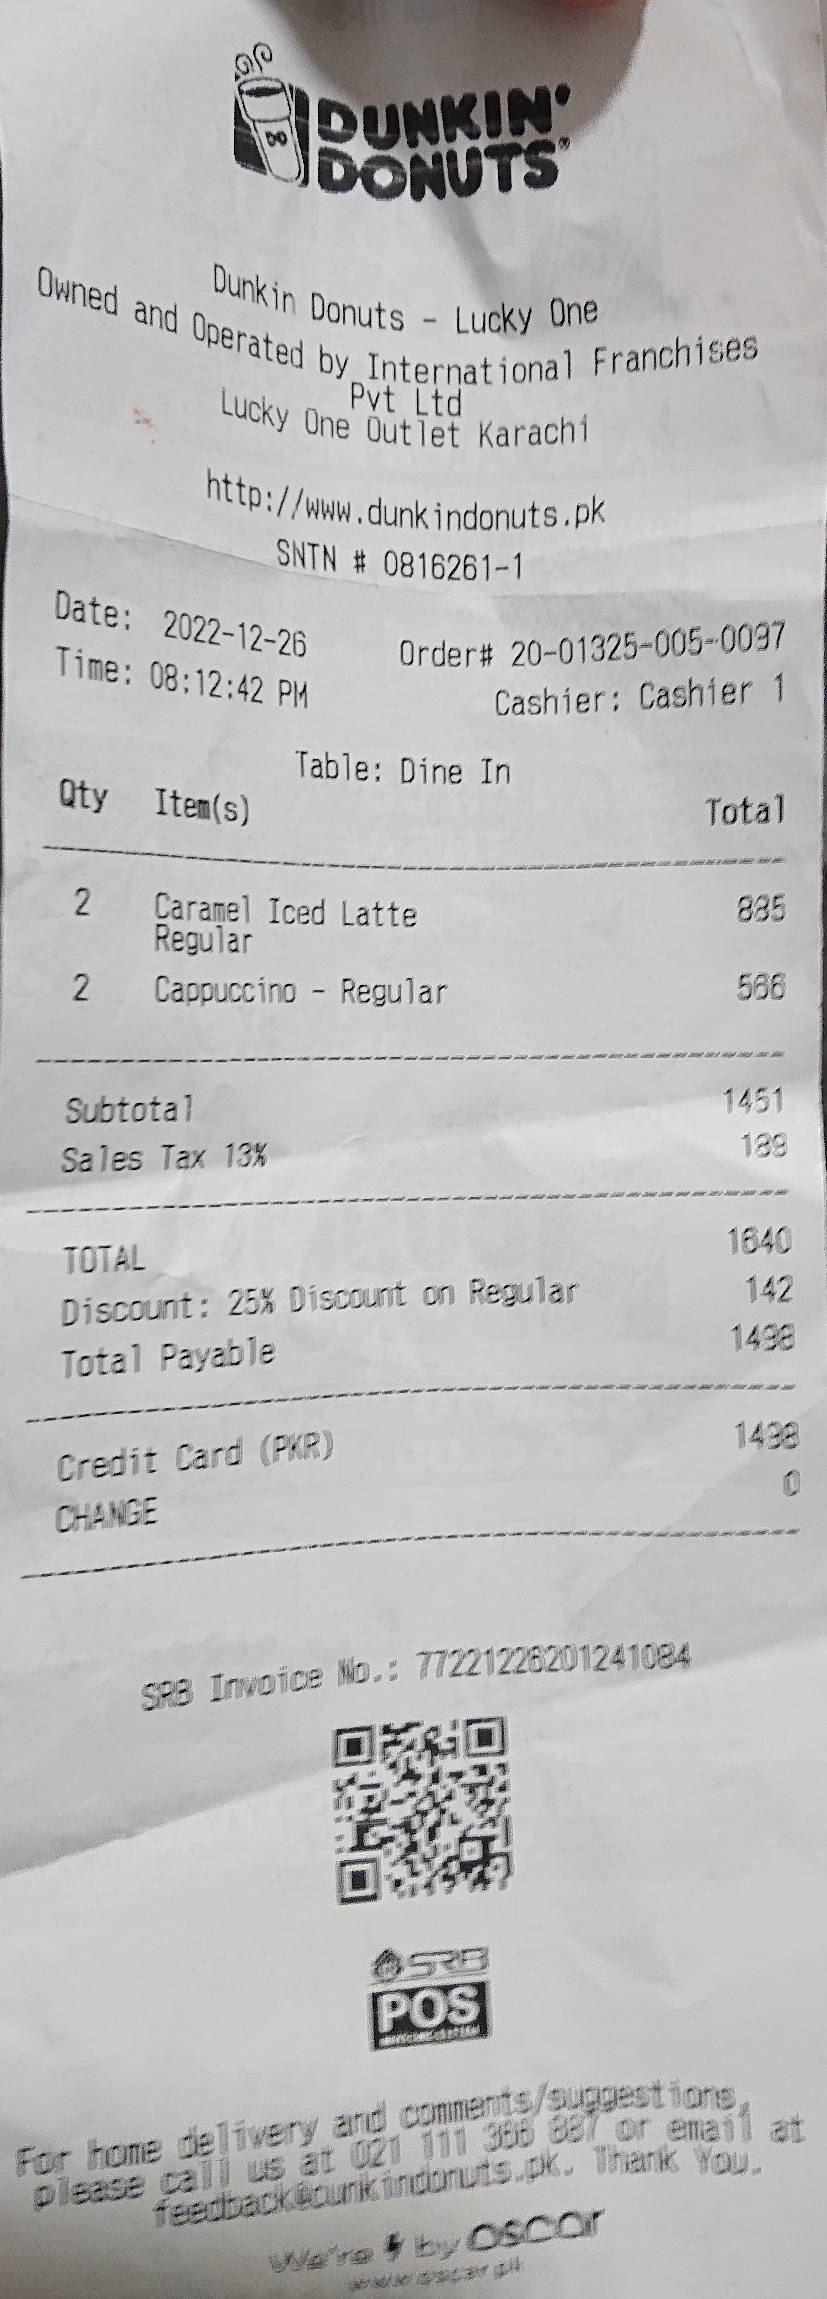 DUNKIN'
DONUTS®
Dunkin Donuts - Lucky One
Owned and Operated by International Franchises
Pvt Ltd
Lucky One Outlet Karachi
http://www.dunkindonuts.pk
SNTN # 0816261-1
Date: 2022-12-26 Order# 20-01325-005-0097
Time: 08:12:42 PM Cashier: Cashier 1
Table: Dine In
Qty Item(s) Total
2 Caramel Iced Latte 885
Regular
2 Cappuccino - Regular 566
Subtotal 1451
Sales Tax 13% 189
TOTAL 1640
Discount: 25% Discount on Regular 142
Total Payable 1498
Credit Card (PKR) 1498
CHANGE 0
SRB Invoice No.: 77221226201241084
SRB
POS
For home delivery and comments/suggestions,
please call us at 021 111 366 887 or email at
feedback@dunkindonuts.pk. Thank You.
We're by oscar
www.oscar.pk